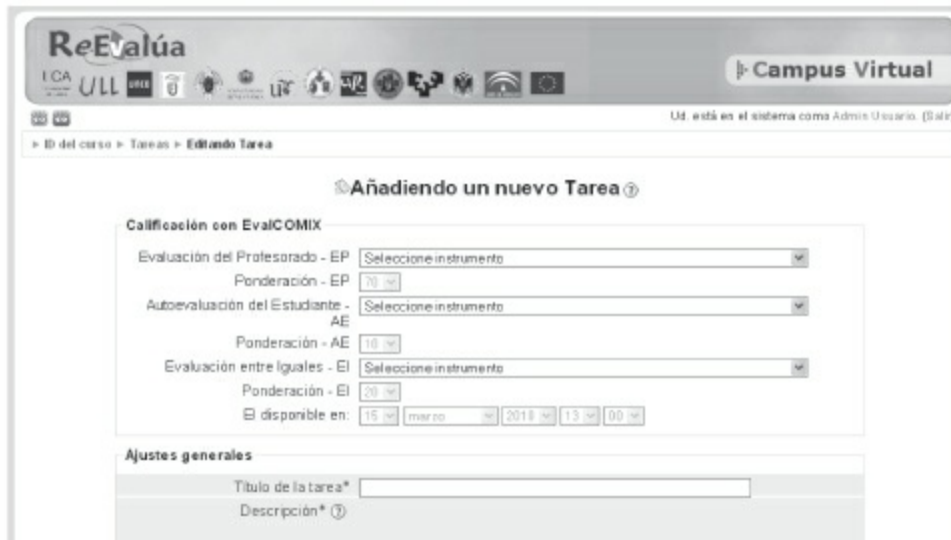 ReEvalúa
Campus Virtual
Ud. está en el sistema como Admin Usuario. (Salir
ID del curso ► Tareas ► Editando Tarea
Añadiendo un nuevo Tarea
Calificación con EvalCOMIX
Evaluación del Profesorado - EP Seleccione instrumento
Ponderación - EP 70
Autoevaluación del Estudiante - Seleccione instrumento
AE
Ponderación - AE 10
Evaluación entre Iguales - EI Seleccione instrumento
Ponderación - EI 20
EI disponible en: 15 marzo 2010 13 00
Ajustes generales
Título de la tarea*
Descripción*